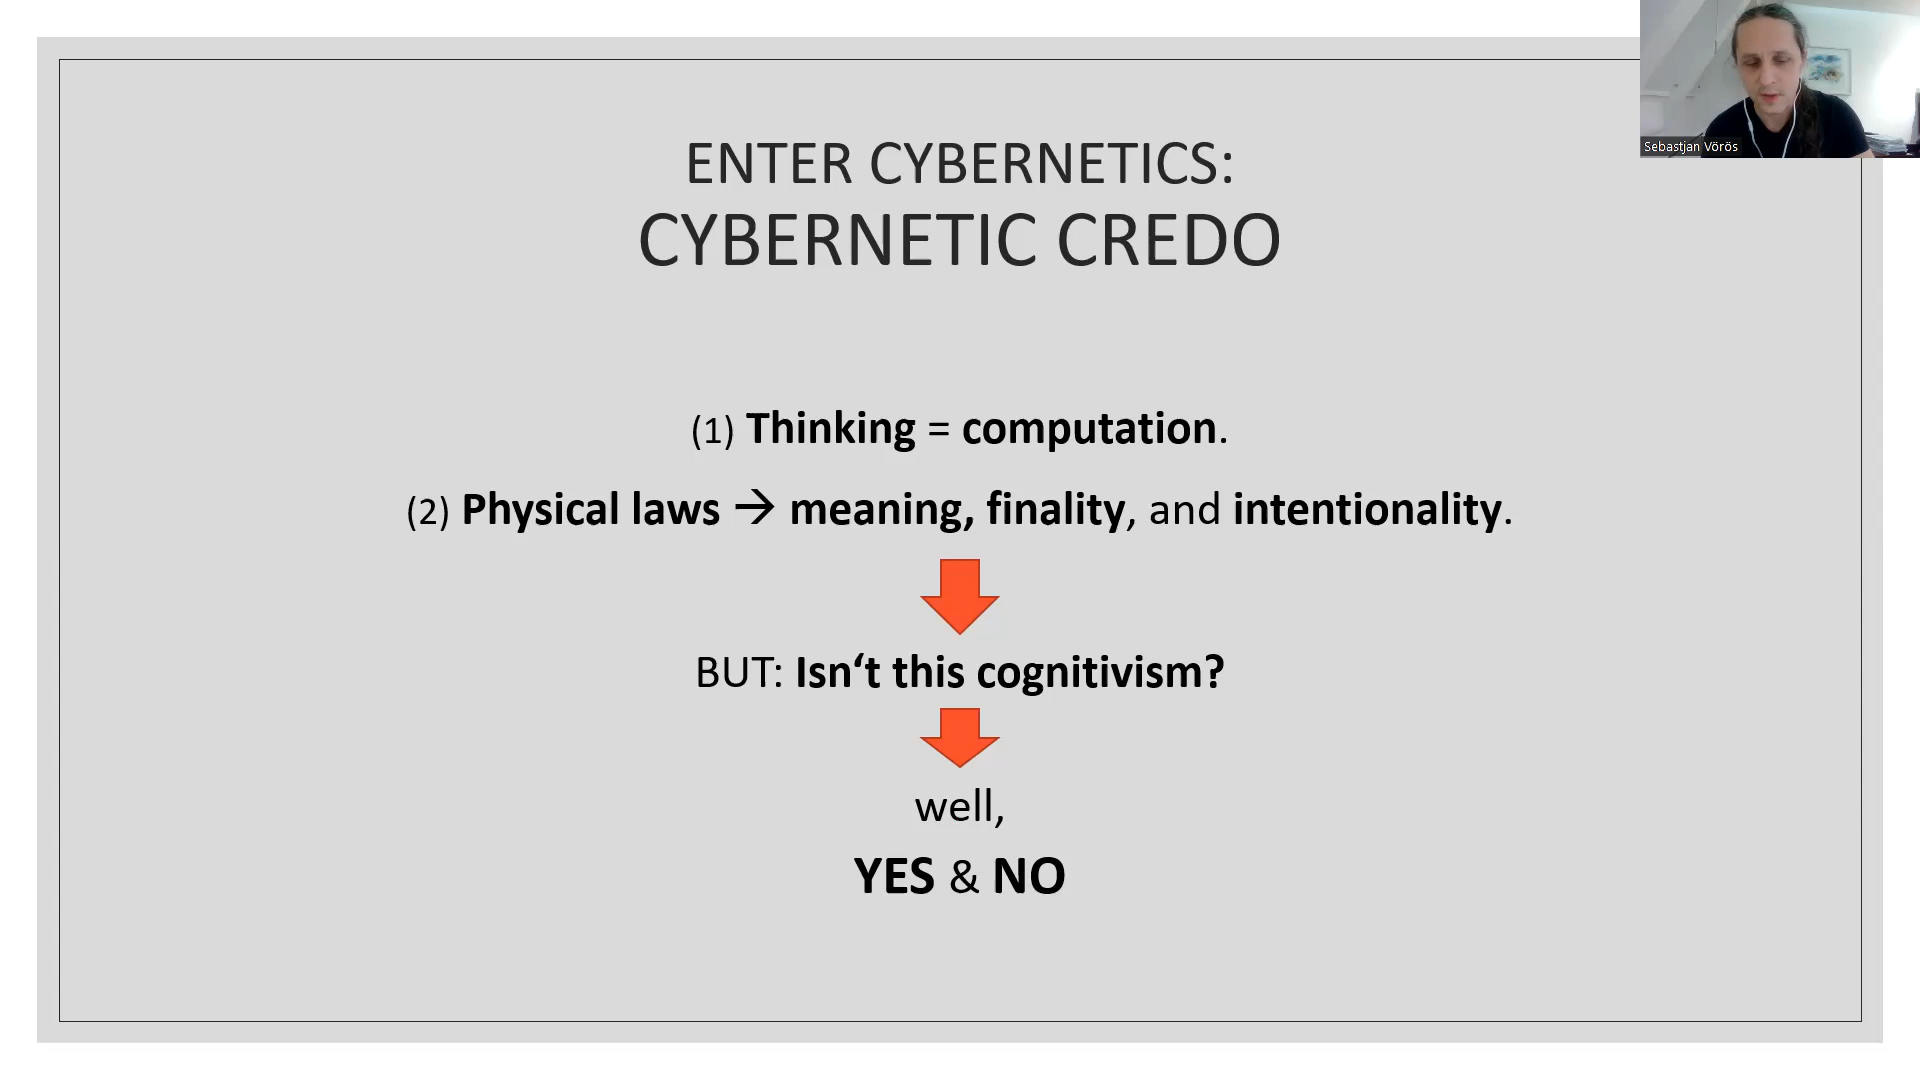 ENTER CYBERNETICS:
CYBERNETIC CREDO
Sebastjan Vörös
(1) Thinking = computation.
(2) Physical laws → meaning, finality, and intentionality.
BUT: Isn‘t this cognitivism?
well,
YES & NO